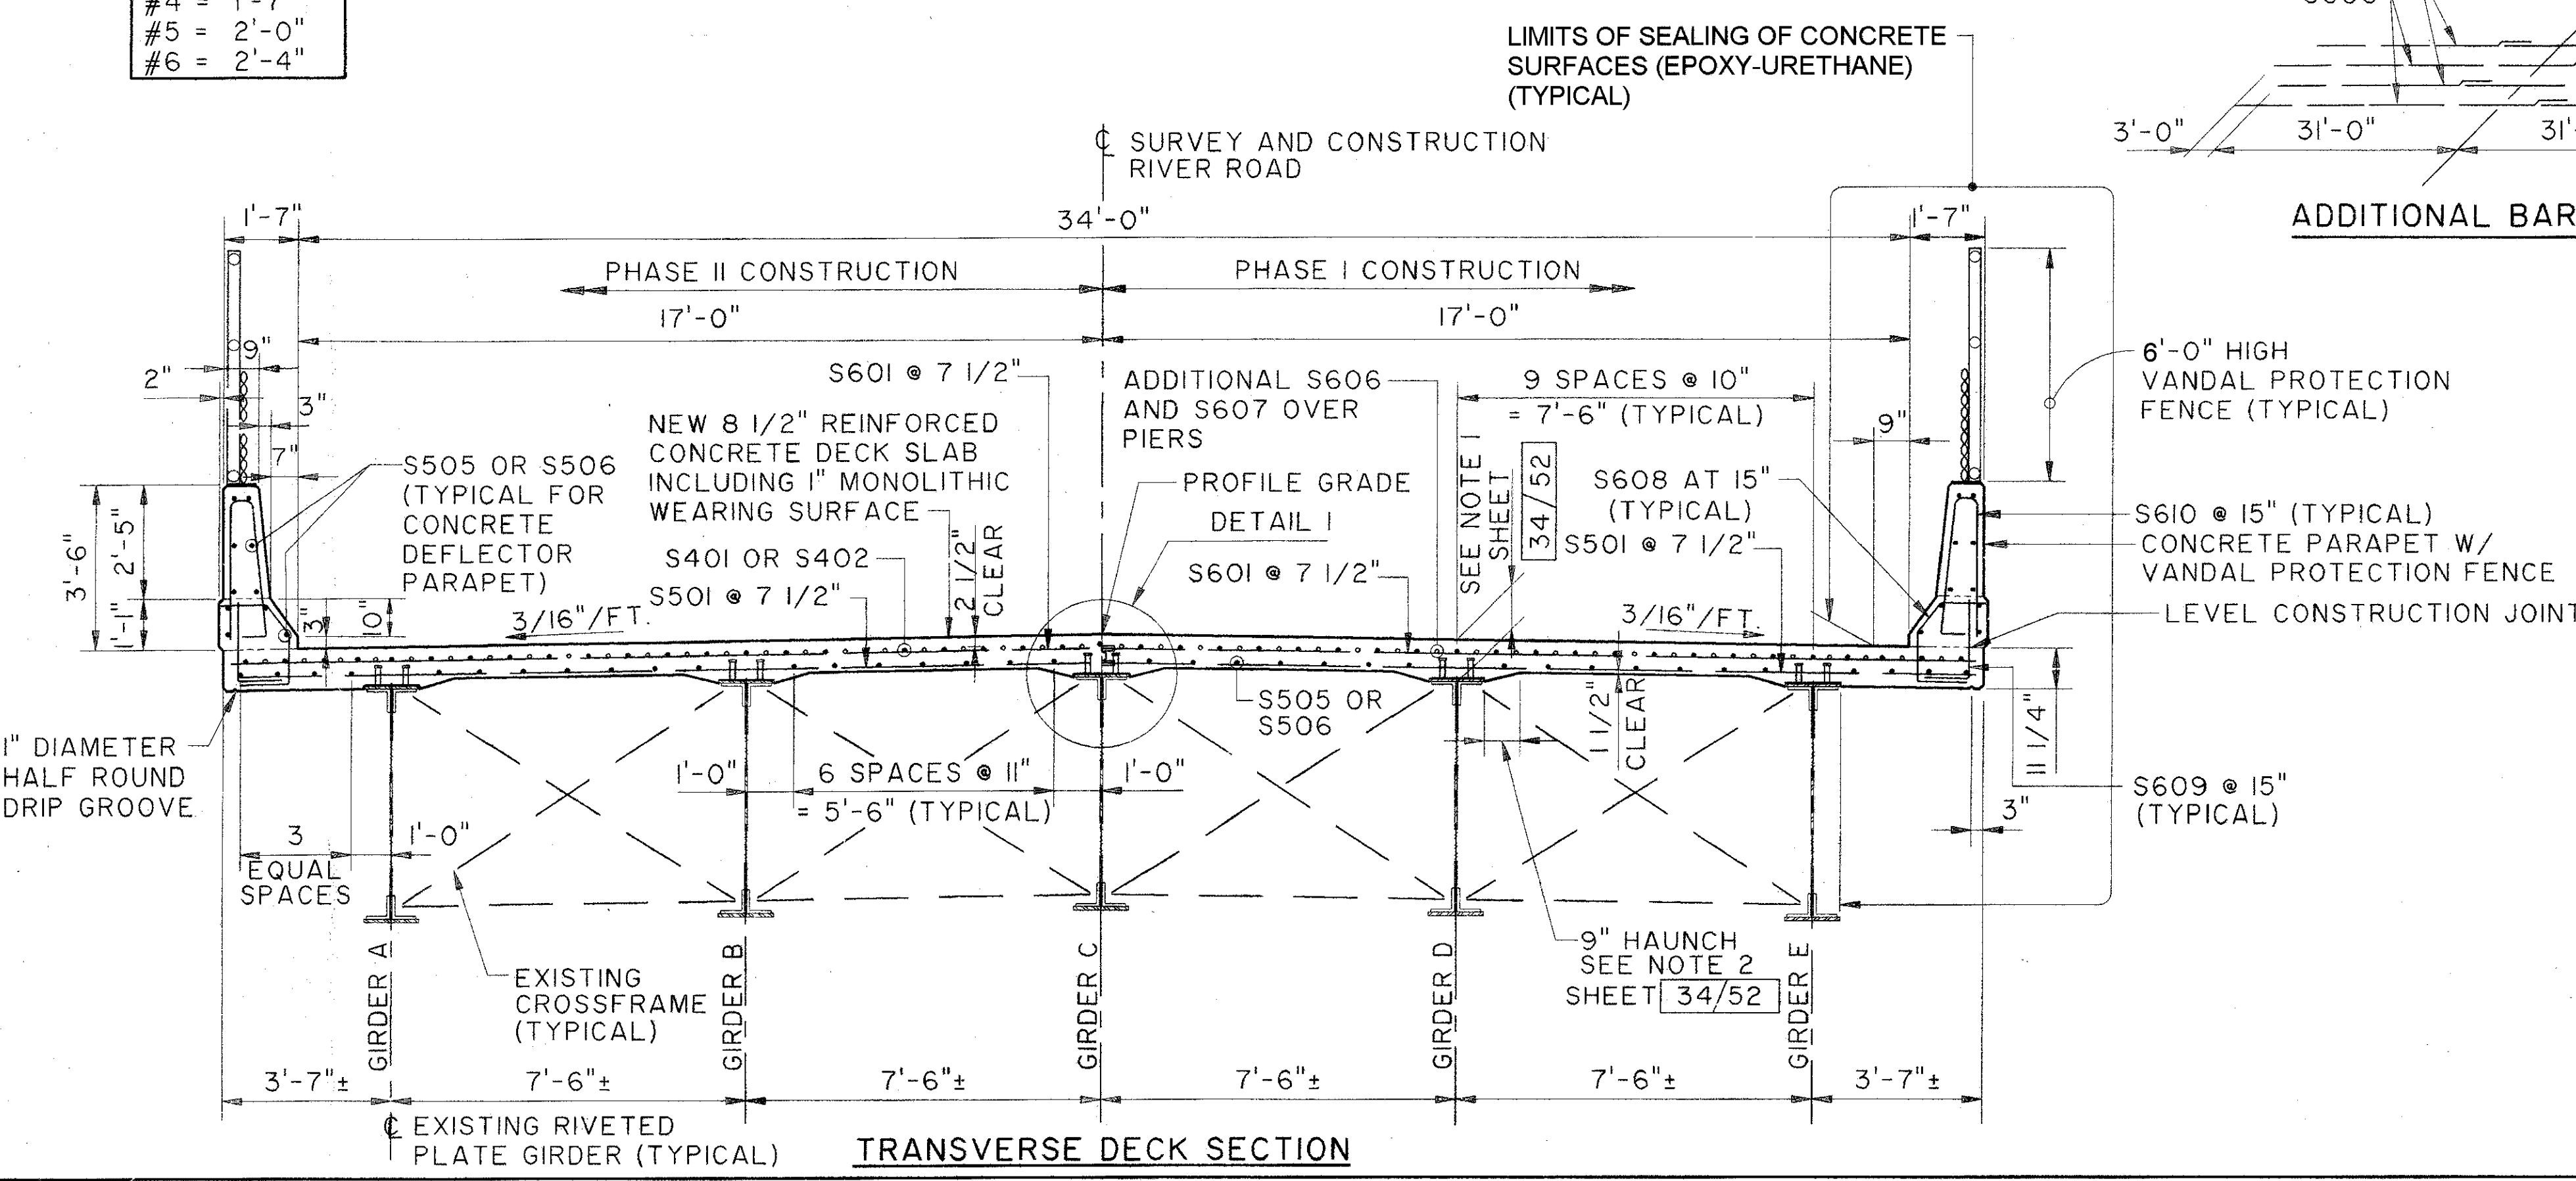 #4 = 1'-7"
#5 = 2'-0"
#6 = 2'-4"
LIMITS OF SEALING OF CONCRETE
SURFACES (EPOXY-URETHANE)
(TYPICAL)
3'-0"
31'-0"
31'-
ADDITIONAL BAR
℄ SURVEY AND CONSTRUCTION
RIVER ROAD
1'-7"
34'-0"
1'-7"
PHASE II CONSTRUCTION
PHASE I CONSTRUCTION
17'-0"
17'-0"
9"
2"
3"
7"
S601 @ 7 1/2"
ADDITIONAL S606
AND S607 OVER
PIERS
9 SPACES @ 10"
= 7'-6" (TYPICAL)
9"
6'-0" HIGH
VANDAL PROTECTION
FENCE (TYPICAL)
NEW 8 1/2" REINFORCED
CONCRETE DECK SLAB
INCLUDING 1" MONOLITHIC
WEARING SURFACE
S505 OR S506
(TYPICAL FOR
CONCRETE
DEFLECTOR
PARAPET)
3'-6"
2'-5"
1'-1"
3"
10"
S401 OR S402
S501 @ 7 1/2"
2 1/2"
CLEAR
PROFILE GRADE
DETAIL 1
S601 @ 7 1/2"
SEE NOTE 1
SHEET
34/52
S608 AT 15"
(TYPICAL)
S501 @ 7 1/2"
S610 @ 15" (TYPICAL)
CONCRETE PARAPET W/
VANDAL PROTECTION FENCE
LEVEL CONSTRUCTION JOINT
3/16"/FT.
3/16"/FT.
S505 OR
S506
1 1/2"
CLEAR
11 1/4"
3"
S609 @ 15"
(TYPICAL)
1" DIAMETER
HALF ROUND
DRIP GROOVE
1'-0"
6 SPACES @ 11"
= 5'-6" (TYPICAL)
1'-0"
3
EQUAL
SPACES
1'-0"
EXISTING
CROSSFRAME
(TYPICAL)
9" HAUNCH
SEE NOTE 2
SHEET 34/52
GIRDER A
GIRDER B
GIRDER C
GIRDER D
GIRDER E
3'-7"±
7'-6"±
7'-6"±
7'-6"±
7'-6"±
3'-7"±
℄ EXISTING RIVETED
PLATE GIRDER (TYPICAL)
TRANSVERSE DECK SECTION